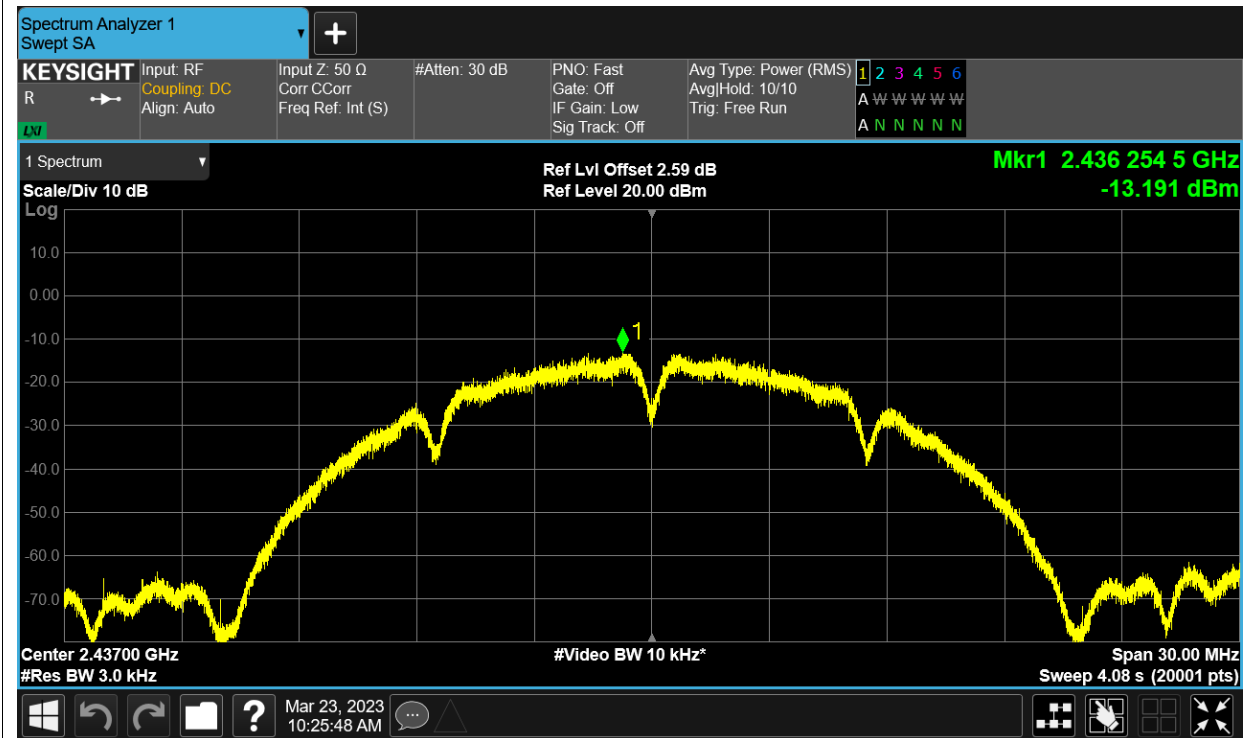 Spectrum Analyzer 1
Swept SA
KEYSIGHT
R
LXI
Input: RF
Coupling: DC
Align: Auto
Input Z: 50 Ω
Corr CCorr
Freq Ref: Int (S)
#Atten: 30 dB
PNO: Fast
Gate: Off
IF Gain: Low
Sig Track: Off
Avg Type: Power (RMS)
Avg|Hold: 10/10
Trig: Free Run
1 2 3 4 5 6
A W W W W W
A N N N N N
1 Spectrum
Scale/Div 10 dB
Log
Ref Lvl Offset 2.59 dB
Ref Level 20.00 dBm
Mkr1 2.436 254 5 GHz
-13.191 dBm
10.0
0.00
1
-10.0
-20.0
-30.0
-40.0
-50.0
-60.0
-70.0
Center 2.43700 GHz
#Res BW 3.0 kHz
#Video BW 10 kHz*
Span 30.00 MHz
Sweep 4.08 s (20001 pts)
?
Mar 23, 2023
10:25:48 AM